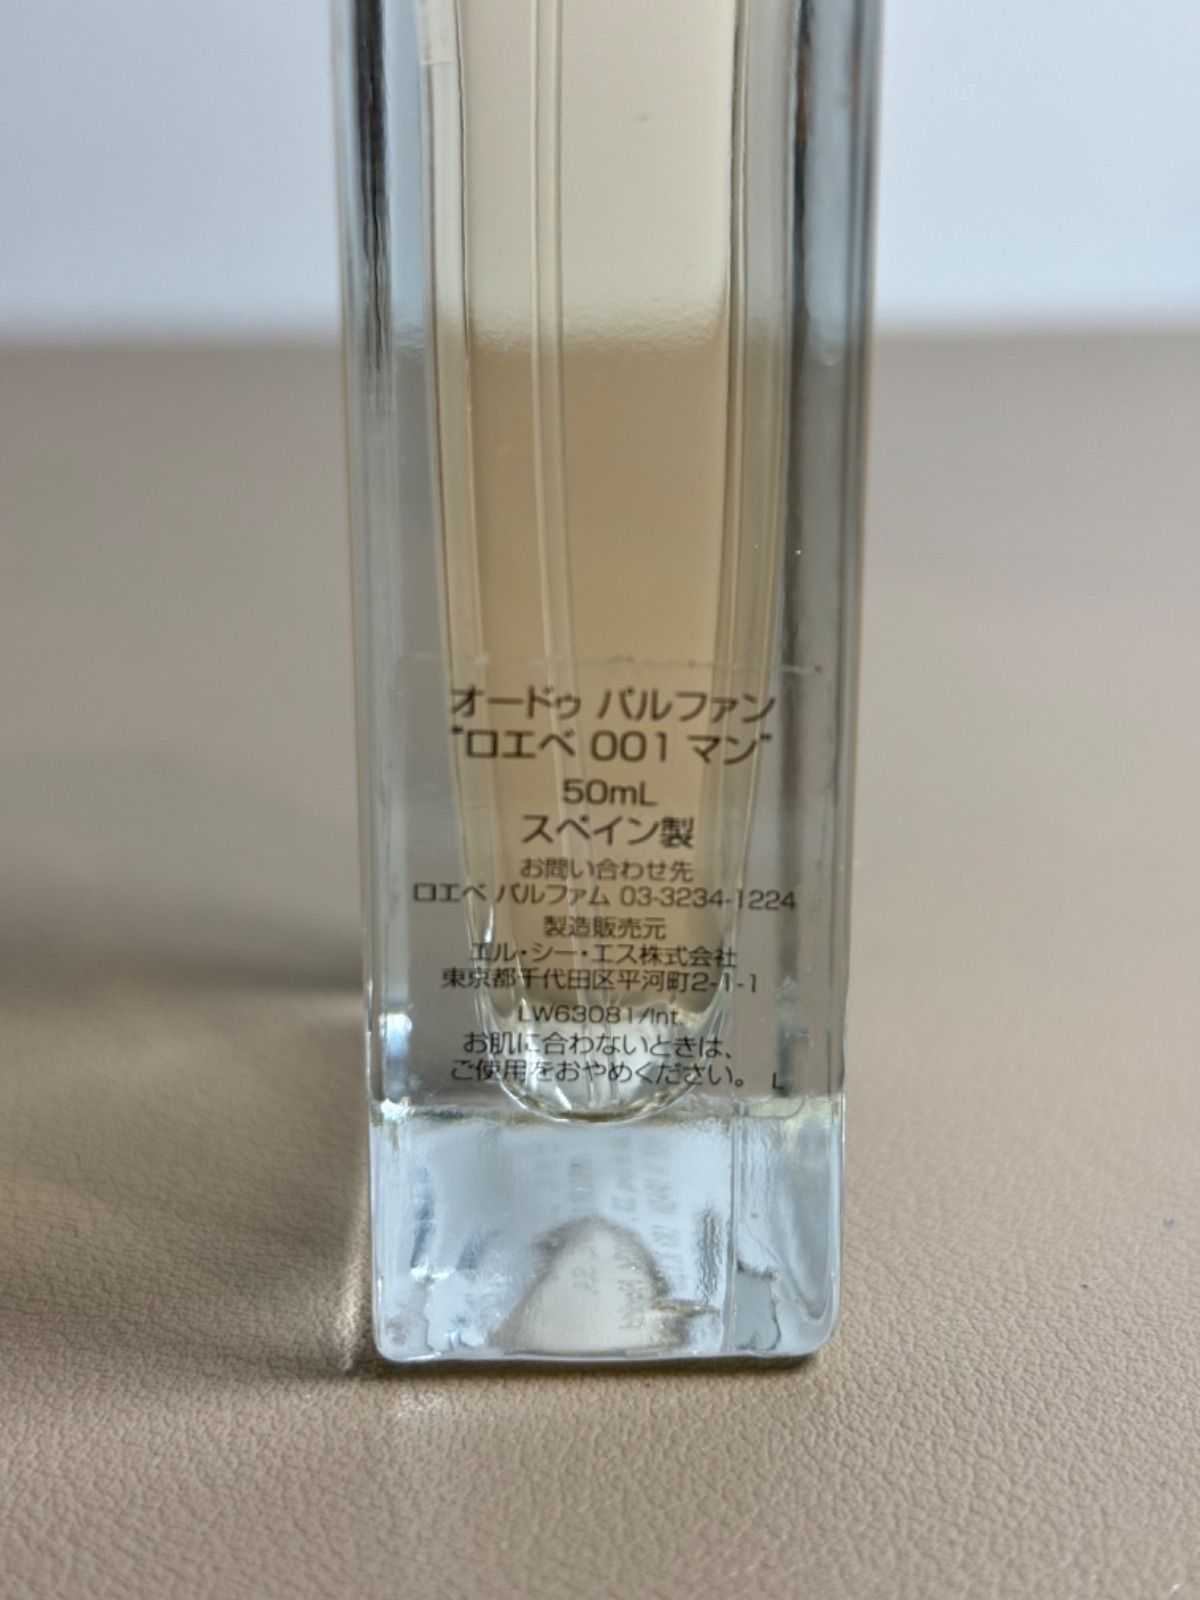 オードゥ パルファン
"ロエベ 001 マン"
50mL
スペイン製
お問い合わせ先
ロエベ パルファム 03-3234-1224
製造販売元
エル・シー・エス株式会社
東京都千代田区平河町2-1-1
LW63081/Int.
お肌に合わないときは、
ご使用をおやめください。 L